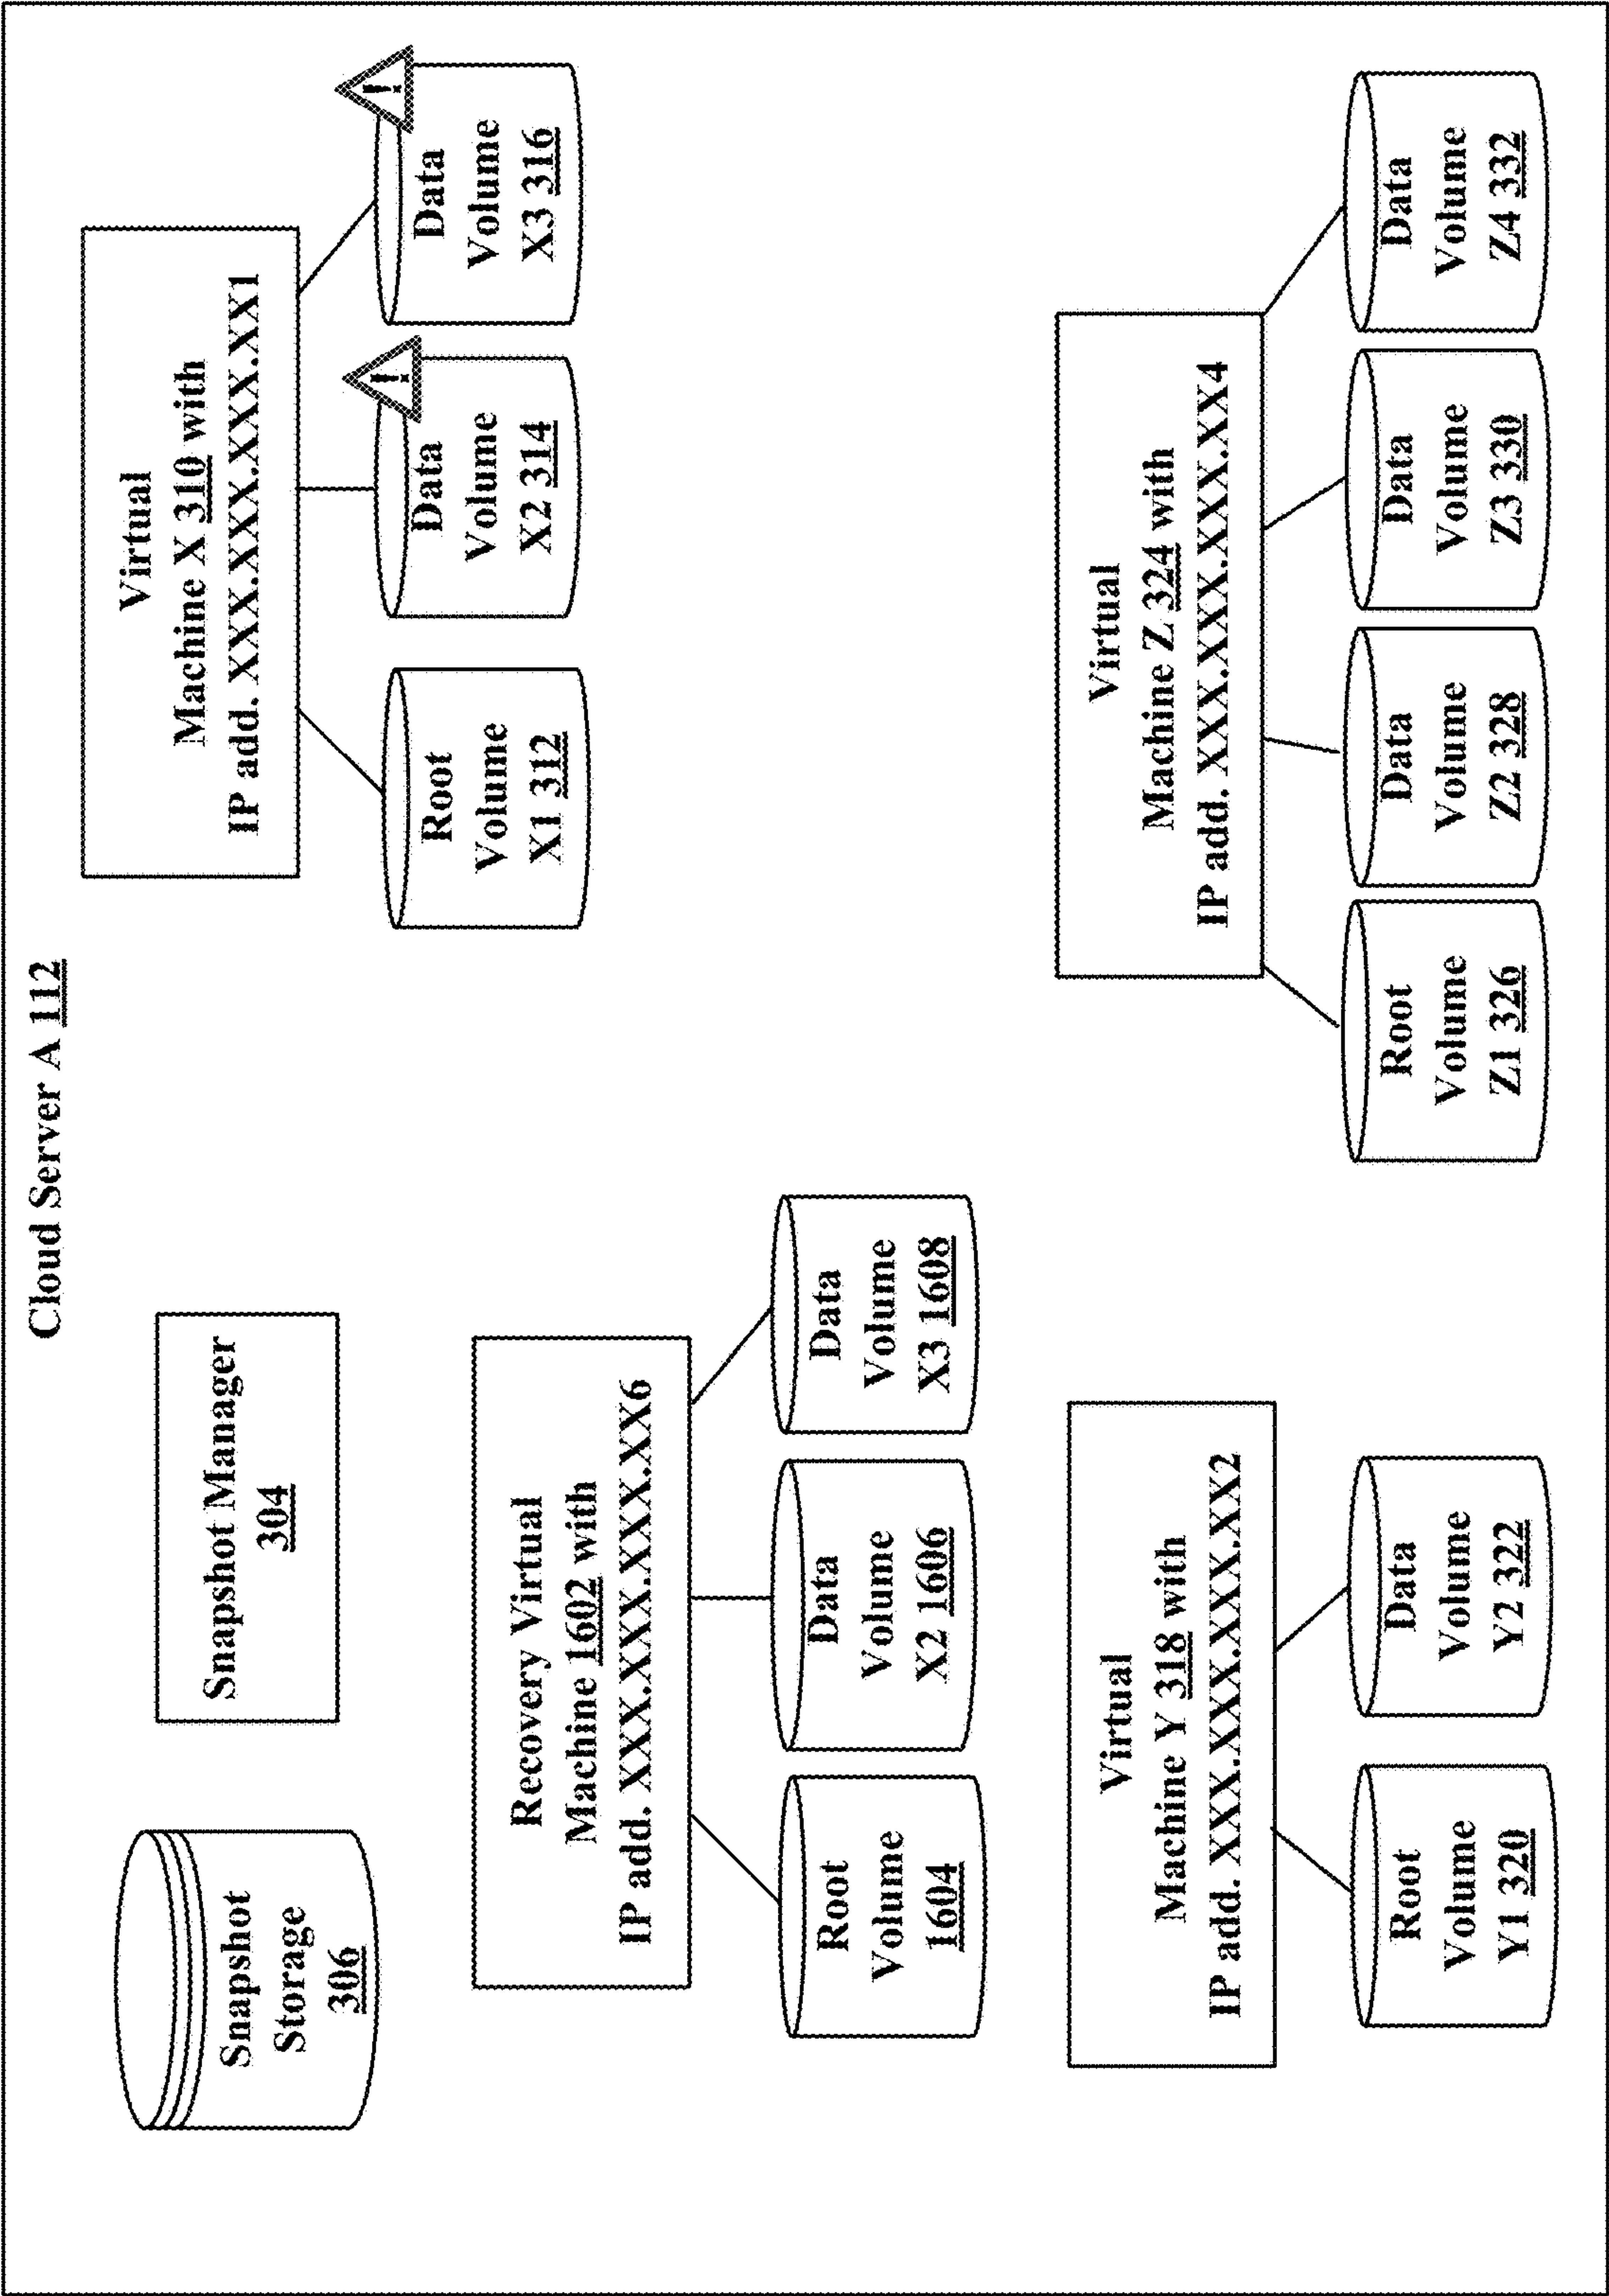 Cloud Server A 112
Snapshot
Storage
306
Snapshot Manager
304
Virtual
Machine X 310 with
IP add. XXX.XXX.XXX.XX1
Root
Volume
X1 312
Data
Volume
X2 314
!
Data
Volume
X3 316
!
Recovery Virtual
Machine 1602 with
IP add. XXX.XXX.XXX.XX6
Root
Volume
1604
Data
Volume
X2 1606
Data
Volume
X3 1608
Virtual
Machine Y 318 with
IP add. XXX.XXX.XXX.XX2
Root
Volume
Y1 320
Data
Volume
Y2 322
Virtual
Machine Z 324 with
IP add. XXX.XXX.XXX.XX4
Root
Volume
Z1 326
Data
Volume
Z2 328
Data
Volume
Z3 330
Data
Volume
Z4 332